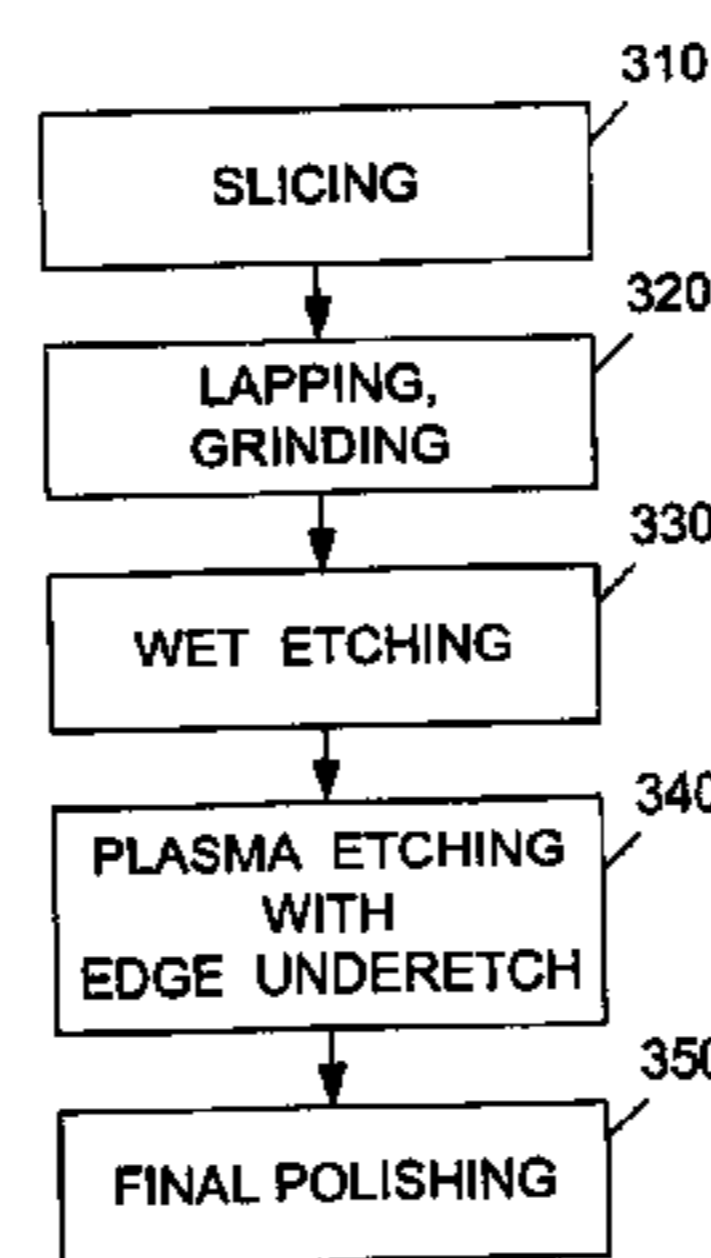 310
SLICING
320
LAPPING,
GRINDING
330
WET ETCHING
340
PLASMA ETCHING
WITH
EDGE UNDERETCH
350
FINAL POLISHING